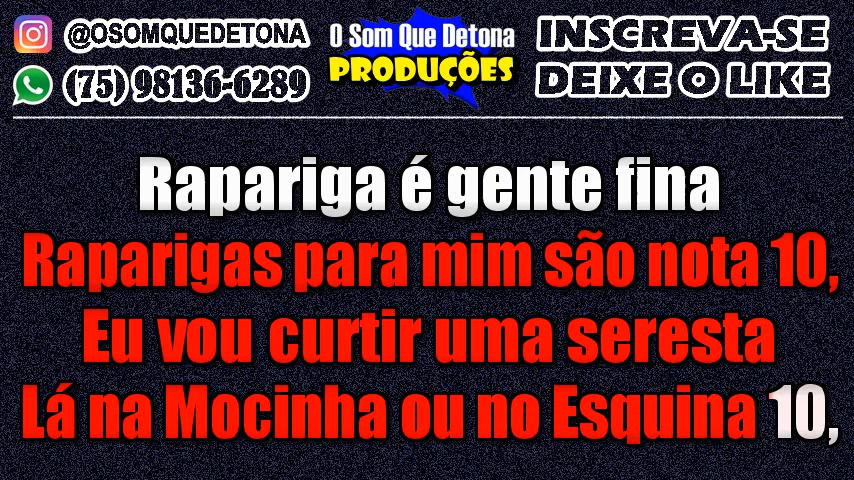 @OSOMQUEDETONA
(75) 98136-6289
O Som Que Detona
PRODUÇÕES
INSCREVA-SE
DEIXE O LIKE
Rapariga é gente fina
Raparigas para mim são nota 10,
Eu vou curtir uma seresta
Lá na Mocinha ou no Esquina 10,